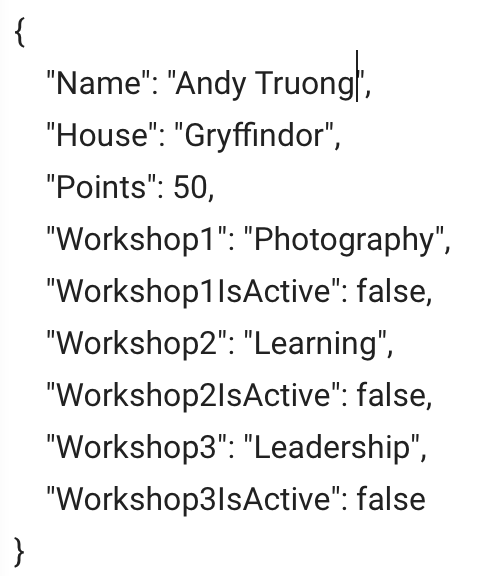 {
"Name": "Andy Truong",
"House": "Gryffindor",
"Points": 50,
"Workshop1": "Photography",
"Workshop1IsActive": false,
"Workshop2": "Learning",
"Workshop2IsActive": false,
"Workshop3": "Leadership",
"Workshop3IsActive": false
}